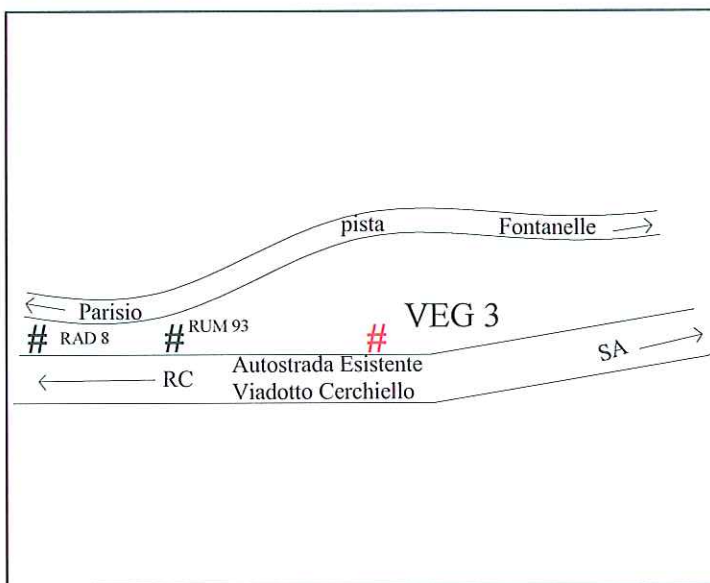 pista
Fontanelle
Parisio
VEG 3
# RAD 8
# RUM 93
#
SA
RC
Autostrada Esistente
Viadotto Cerchiello